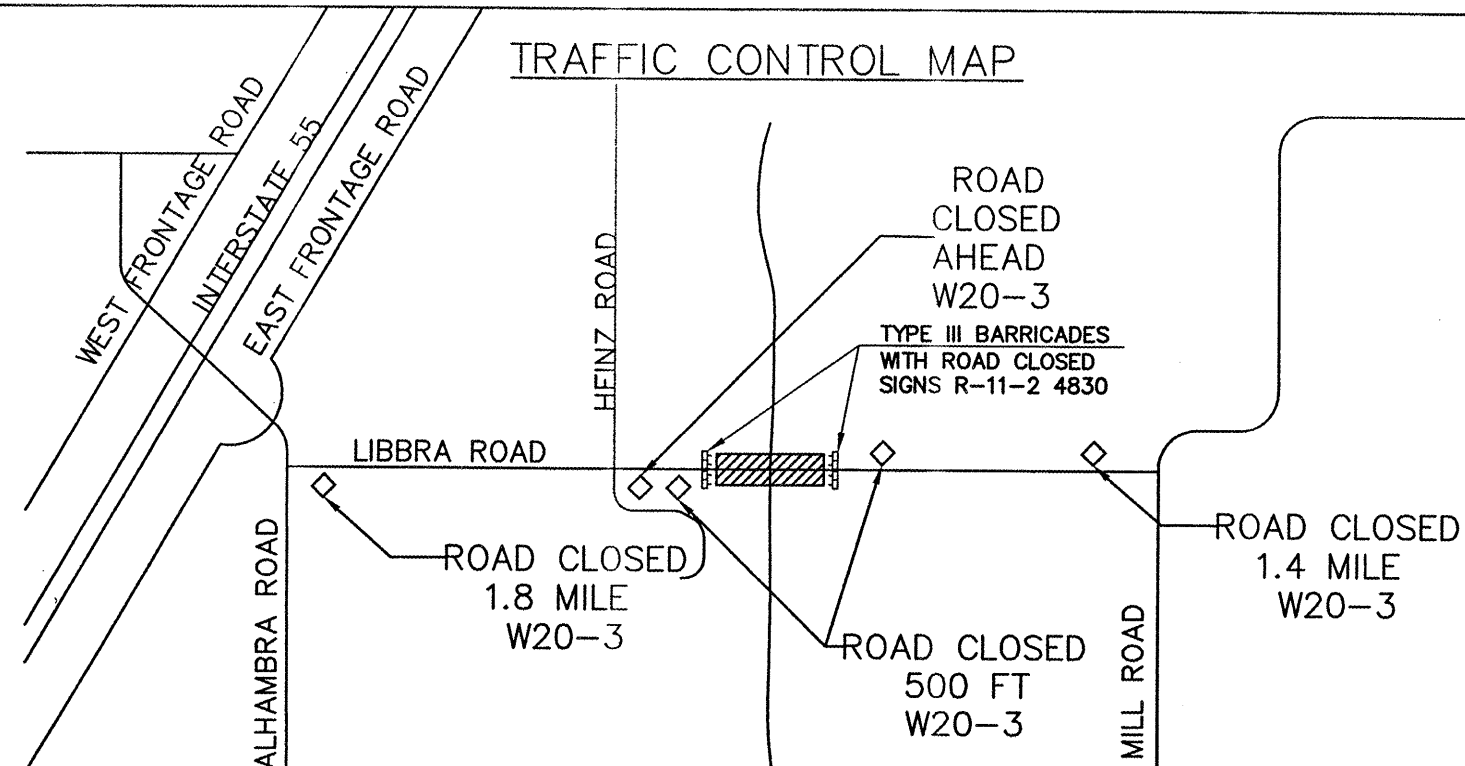 TRAFFIC CONTROL MAP
WEST FRONTAGE ROAD
INTERSTATE 55
EAST FRONTAGE ROAD
HEINZ ROAD
ROAD
CLOSED
AHEAD
W20-3
TYPE III BARRICADES
WITH ROAD CLOSED
SIGNS R-11-2 4830
LIBBRA ROAD
ALHAMBRA ROAD
ROAD CLOSED
1.8 MILE
W20-3
ROAD CLOSED
500 FT
W20-3
MILL ROAD
ROAD CLOSED
1.4 MILE
W20-3